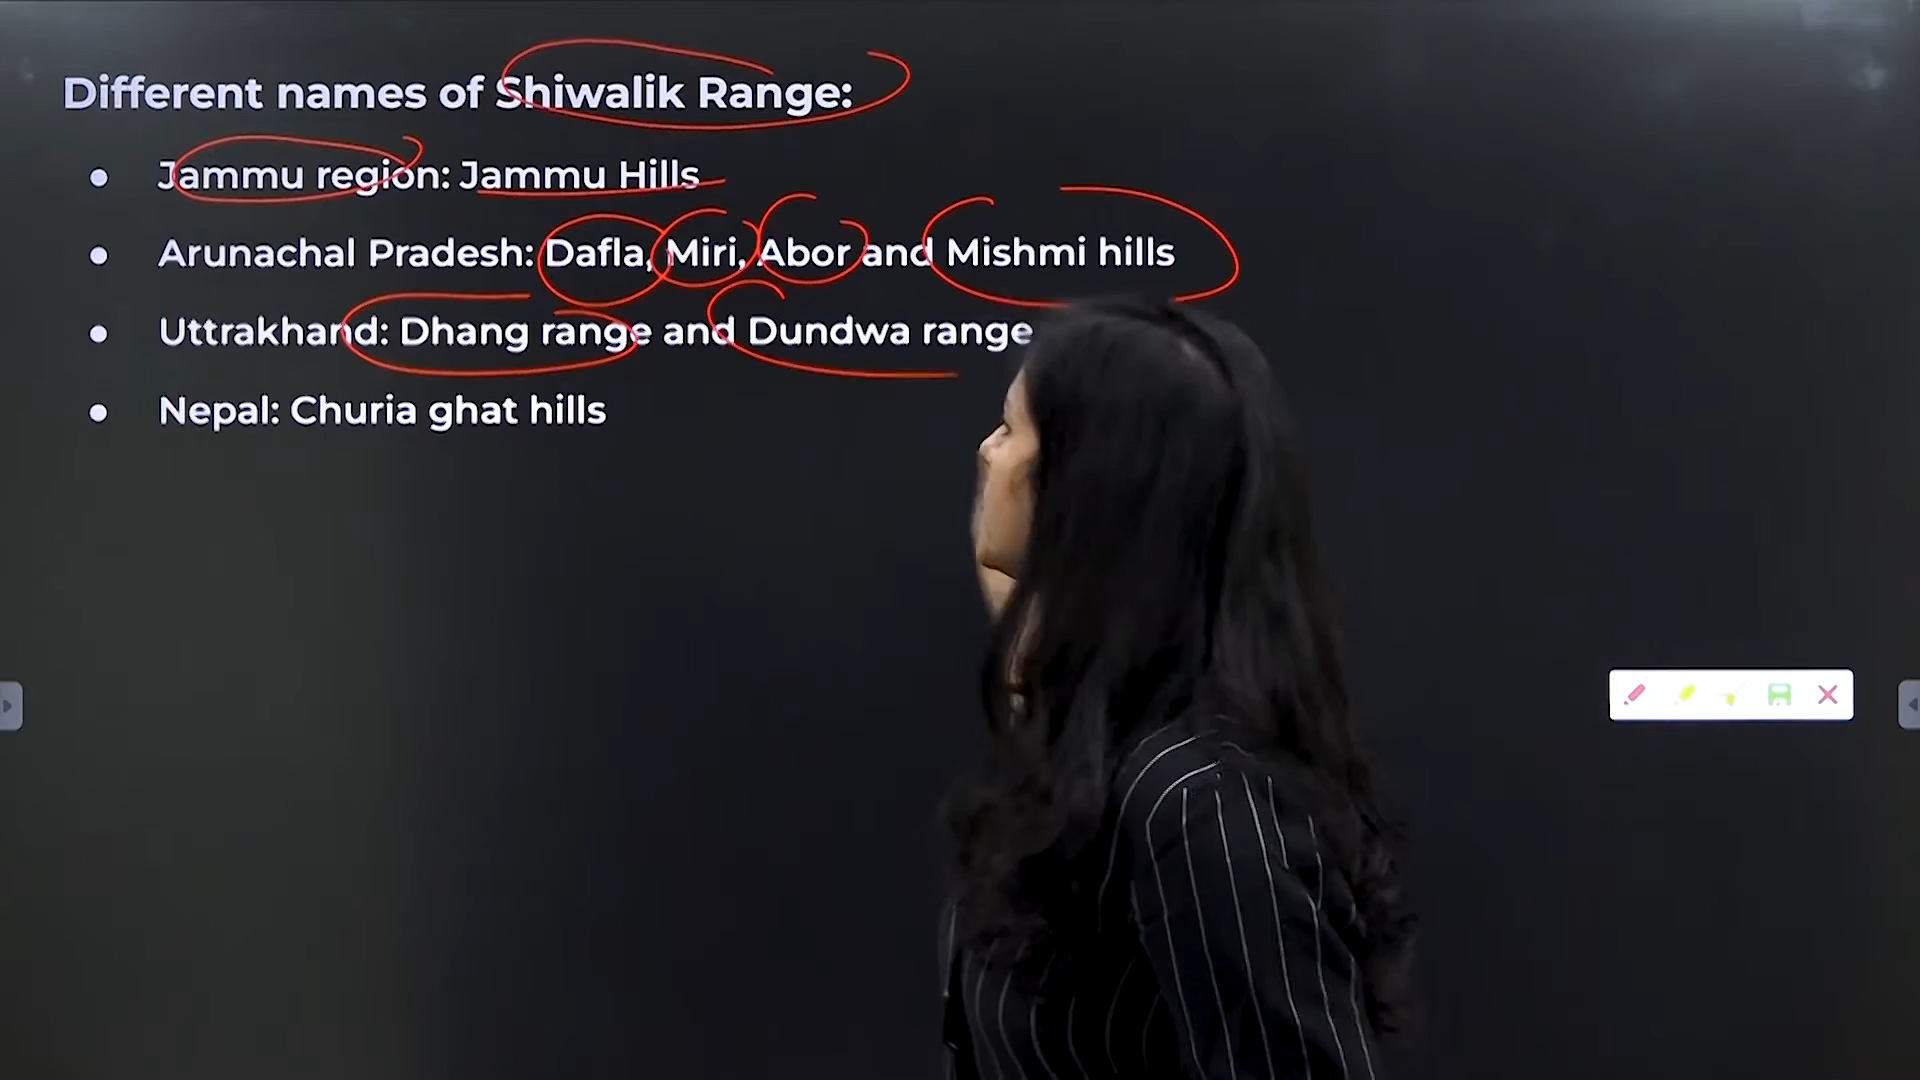 Different names of Shiwalik Range:
● Jammu region: Jammu Hills
● Arunachal Pradesh: Dafla, Miri, Abor and Mishmi hills
● Uttrakhand: Dhang range and Dundwa range
● Nepal: Churia ghat hills